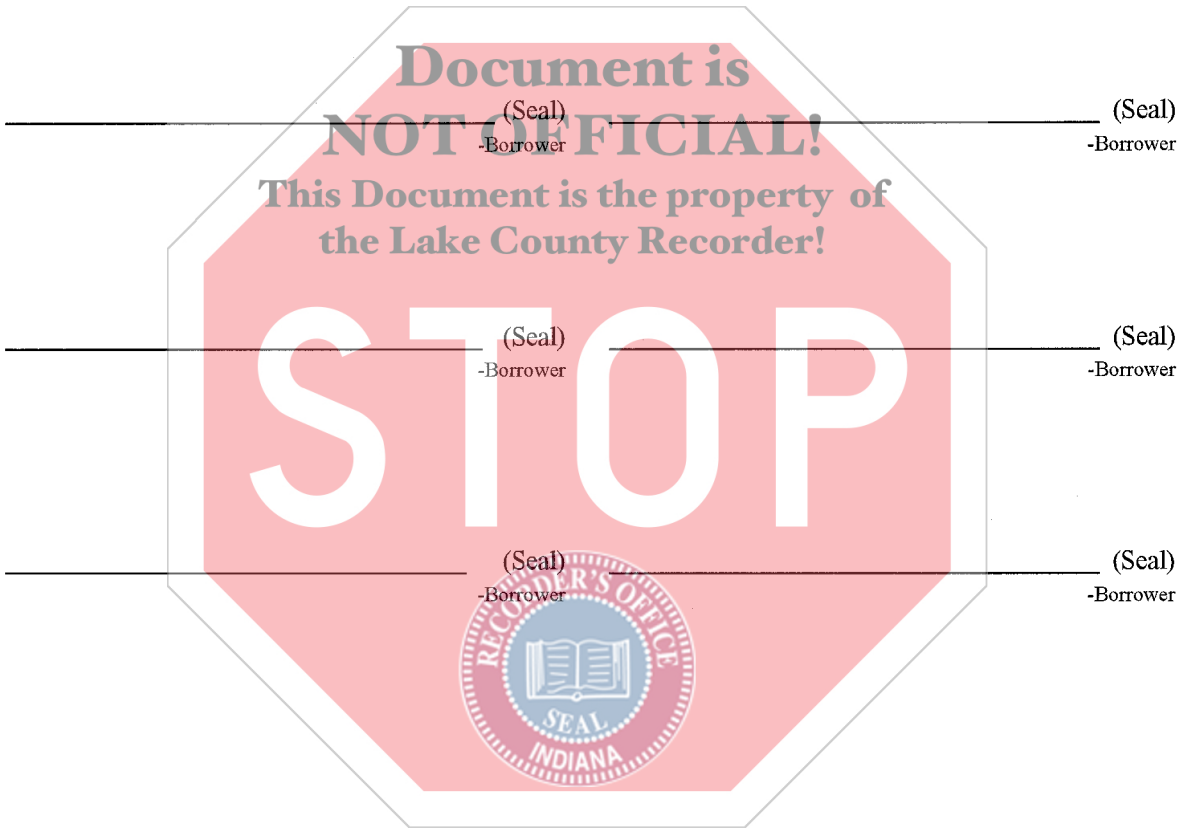 Document is
(Seal) (Seal)
NOT OFFICIAL!
-Borrower -Borrower
This Document is the property of
the Lake County Recorder!
STOP
(Seal) (Seal)
-Borrower -Borrower
(Seal) (Seal)
-Borrower -Borrower
RECORDER'S OFFICE
SEAL
INDIANA